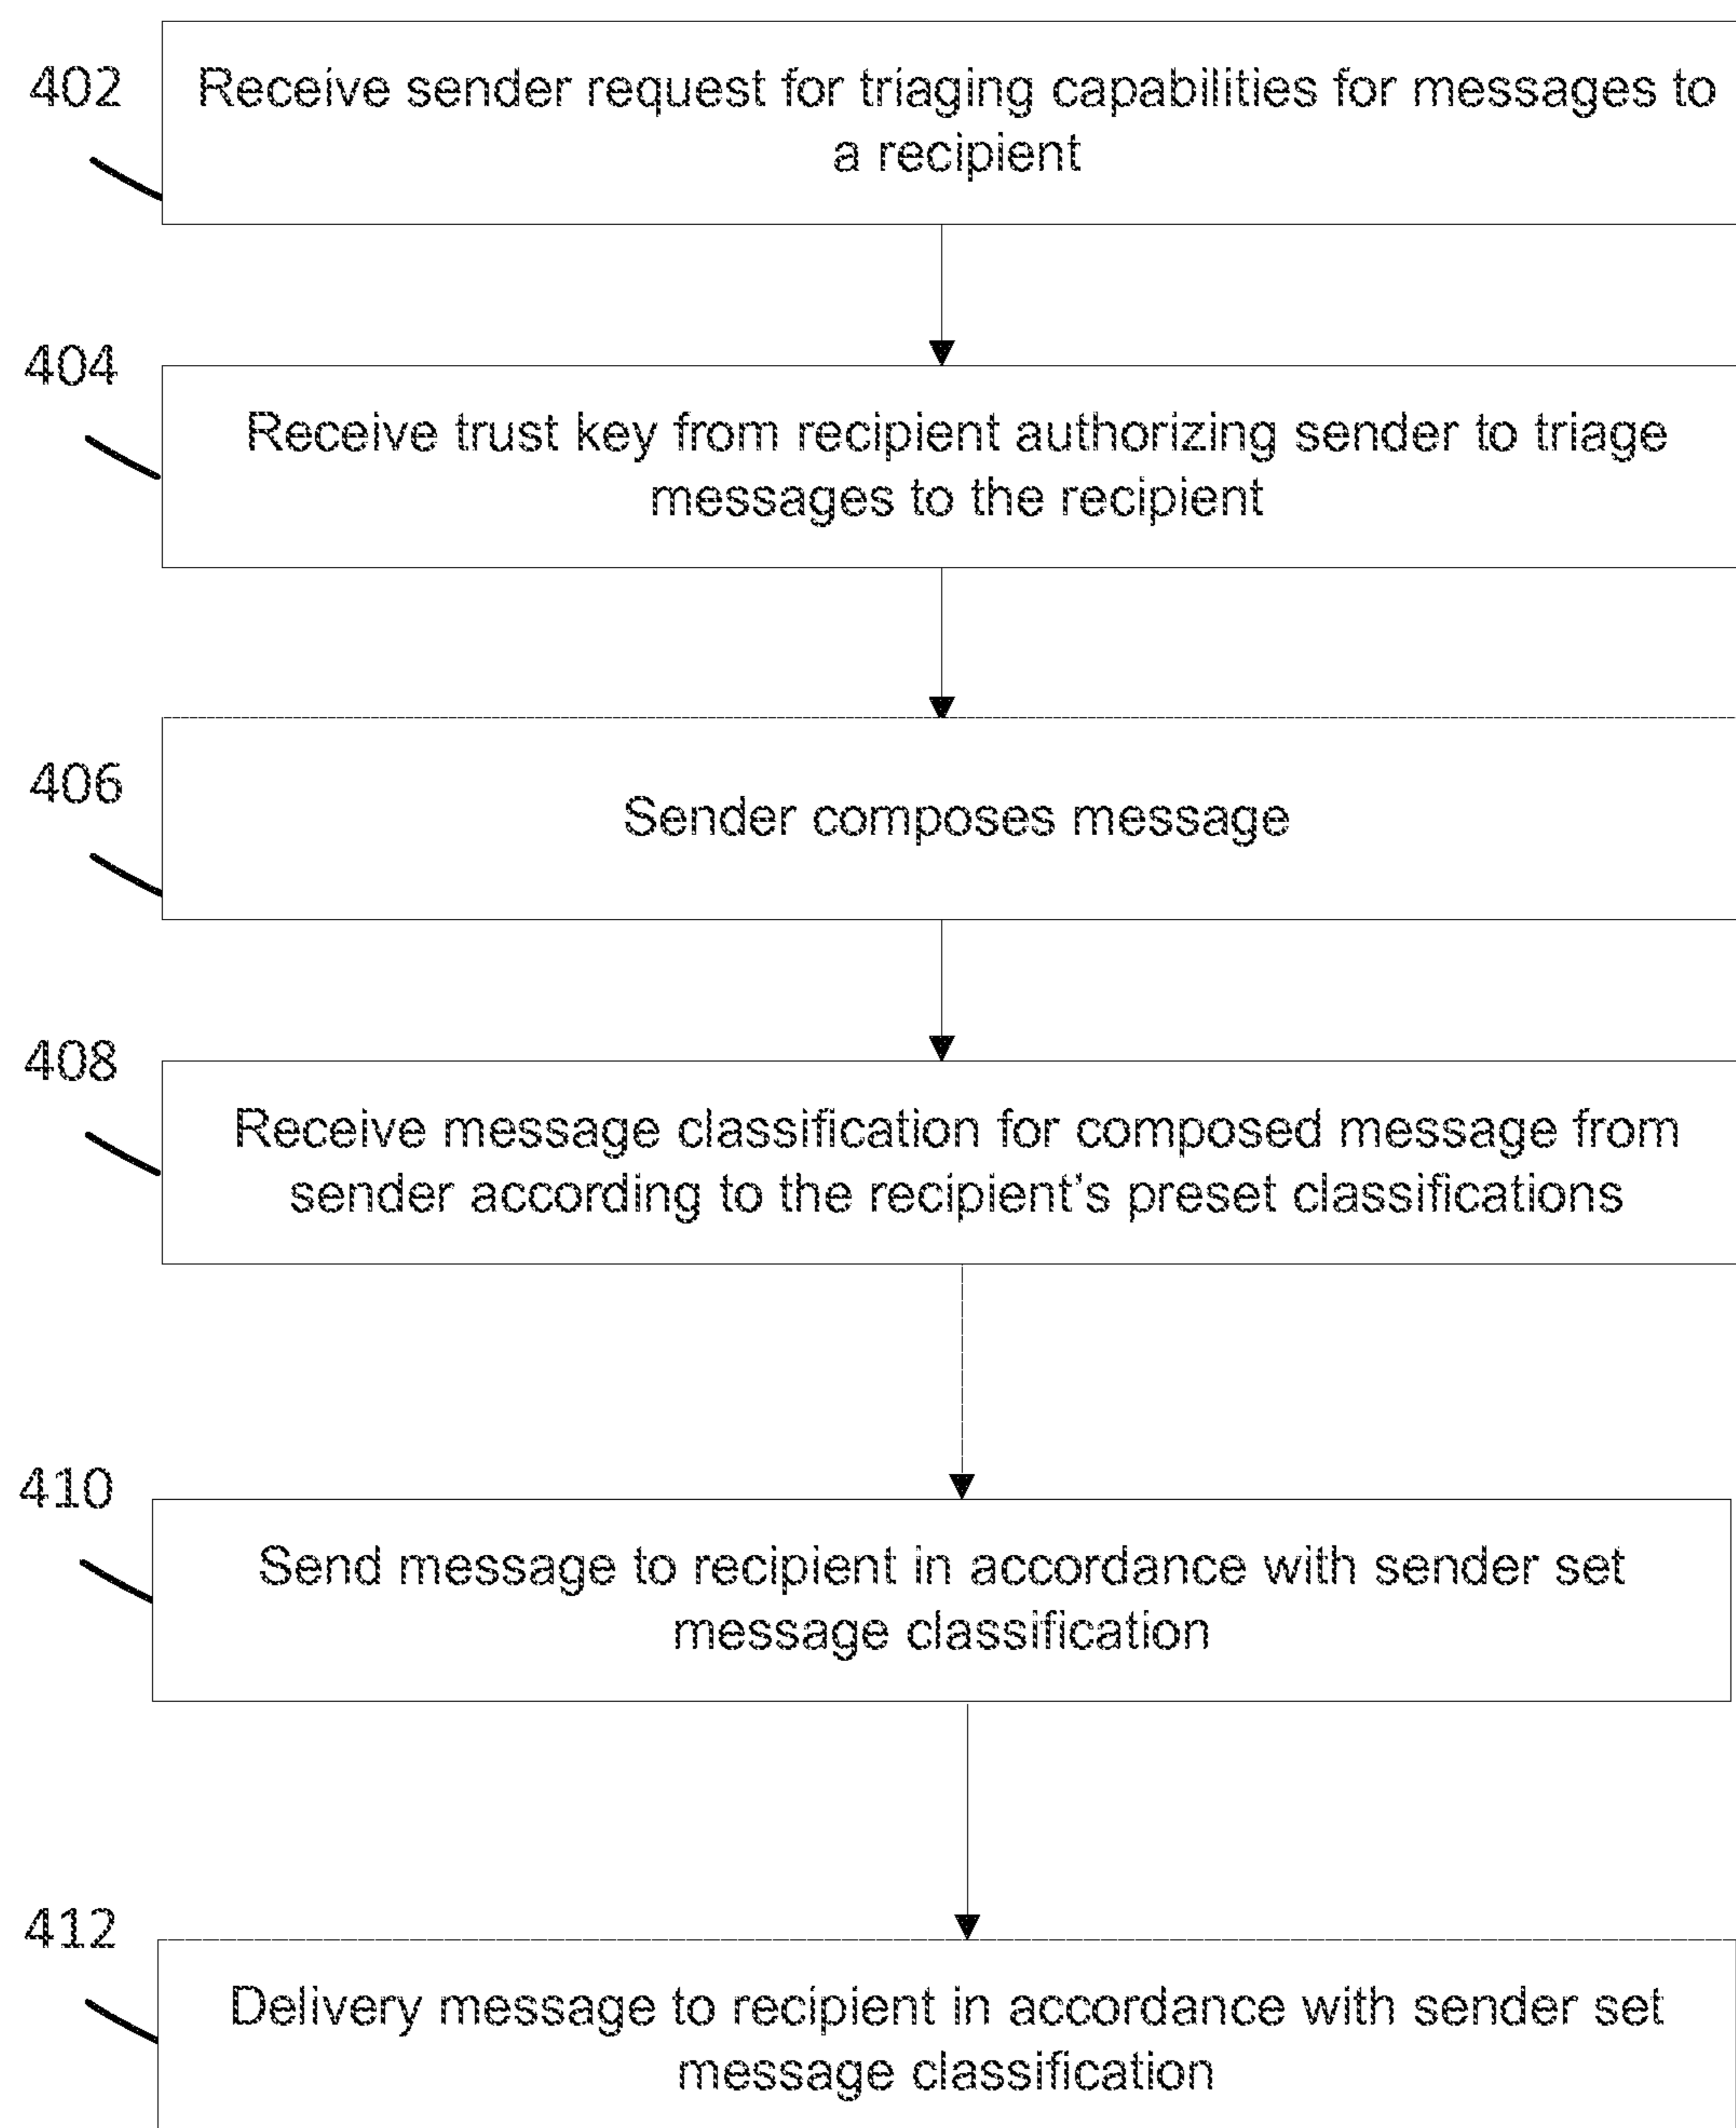 402
Receive sender request for triaging capabilities for messages to
a recipient
404
Receive trust key from recipient authorizing sender to triage
messages to the recipient
406
Sender composes message
408
Receive message classification for composed message from
sender according to the recipient's preset classifications
410
Send message to recipient in accordance with sender set
message classification
412
Delivery message to recipient in accordance with sender set
message classification